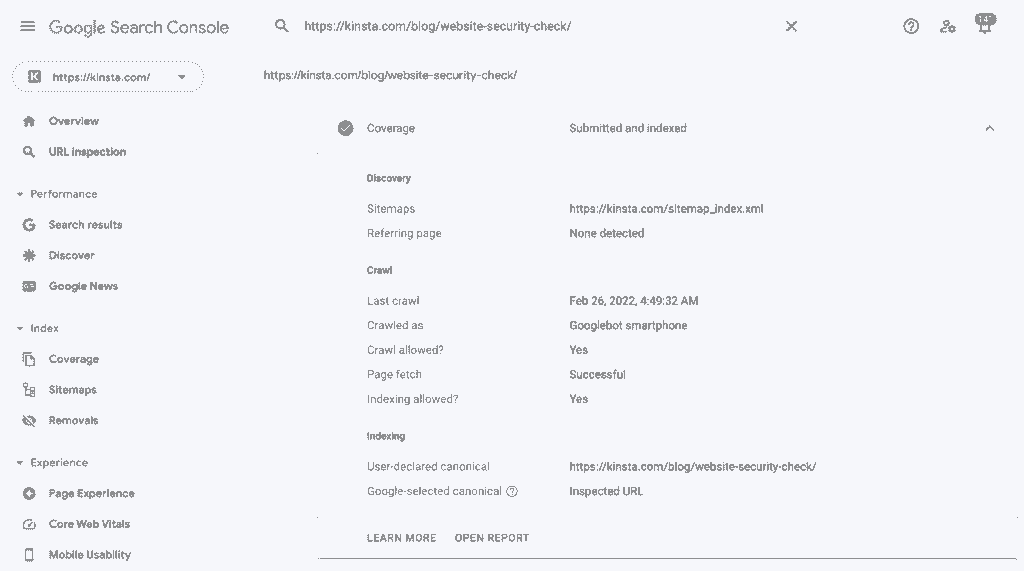 Google Search Console
https://kinsta.com/blog/website-security-check/
141
https://kinsta.com/
https://kinsta.com/blog/website-security-check/
Overview
URL inspection
Performance
Search results
Discover
Google News
Index
Coverage
Sitemaps
Removals
Experience
Page Experience
Core Web Vitals
Mobile Usability
Coverage Submitted and indexed
Discovery
Sitemaps https://kinsta.com/sitemap_index.xml
Referring page None detected
Crawl
Last crawl Feb 26, 2022, 4:49:32 AM
Crawled as Googlebot smartphone
Crawl allowed? Yes
Page fetch Successful
Indexing allowed? Yes
Indexing
User-declared canonical https://kinsta.com/blog/website-security-check/
Google-selected canonical Inspected URL
LEARN MORE OPEN REPORT